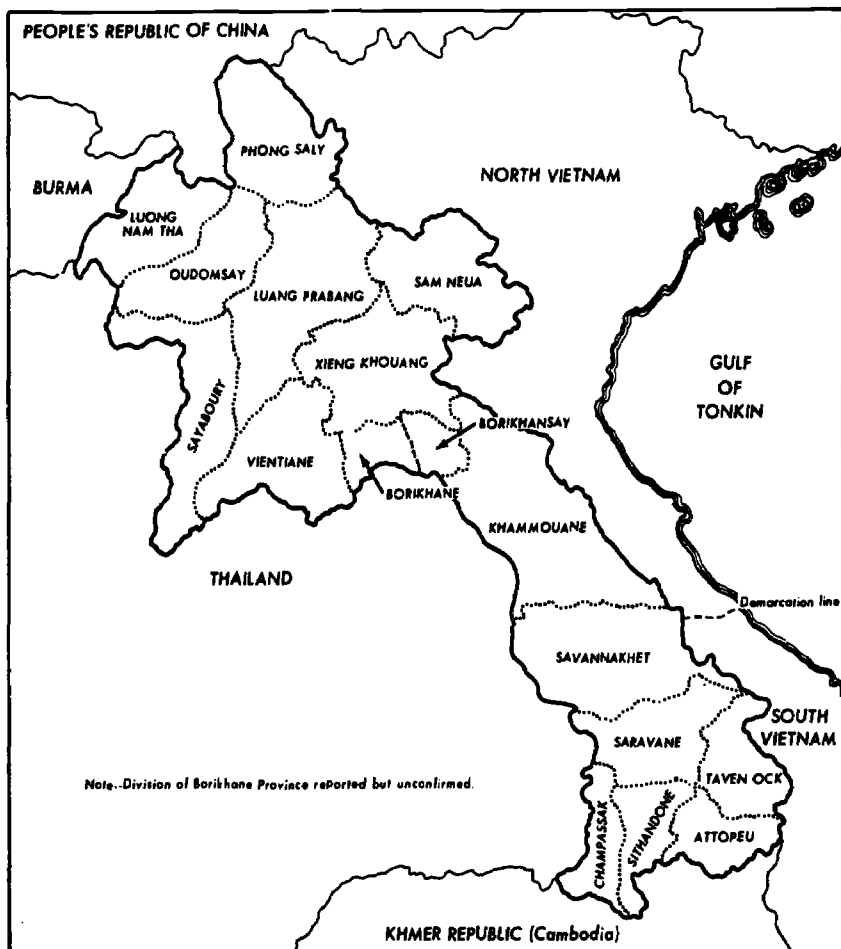 PEOPLE'S REPUBLIC OF CHINA
PHONG SALY
BURMA
NORTH VIETNAM
LUONG
NAM THA
OUDOMSAY
LUANG PRABANG
SAM NEUA
XIENG KHOUANG
GULF
OF
TONKIN
SAYABOURY
BORIKHANSAY
VIENTIANE
BORIKHANE
KHAMMOUANE
THAILAND
Demarcation line
SAVANNAKHET
SOUTH
VIETNAM
SARAVANE
TAVEN OCK
Note--Division of Borikhane Province reported but unconfirmed.
CHAMPASSAK
SITHANDONE
ATTOPEU
KHMER REPUBLIC (Cambodia)